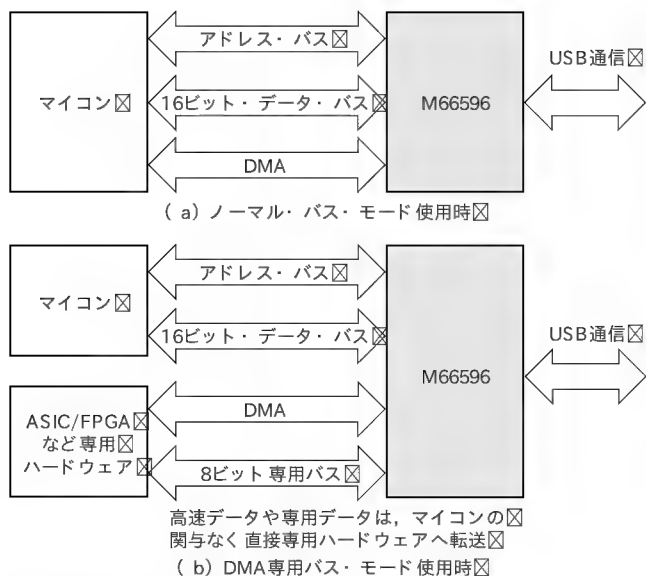 アドレス・バス
USB通信
マイコン
16ビット・データ・バス
M66596
DMA
(a) ノーマル・バス・モード使用時
アドレス・バス
マイコン
16ビット・データ・バス
USB通信
M66596
ASIC/FPGA
など専用
ハードウェア
DMA
8ビット専用バス
高速データや専用データは，マイコンの
関与なく直接専用ハードウェアへ転送
(b) DMA専用バス・モード使用時